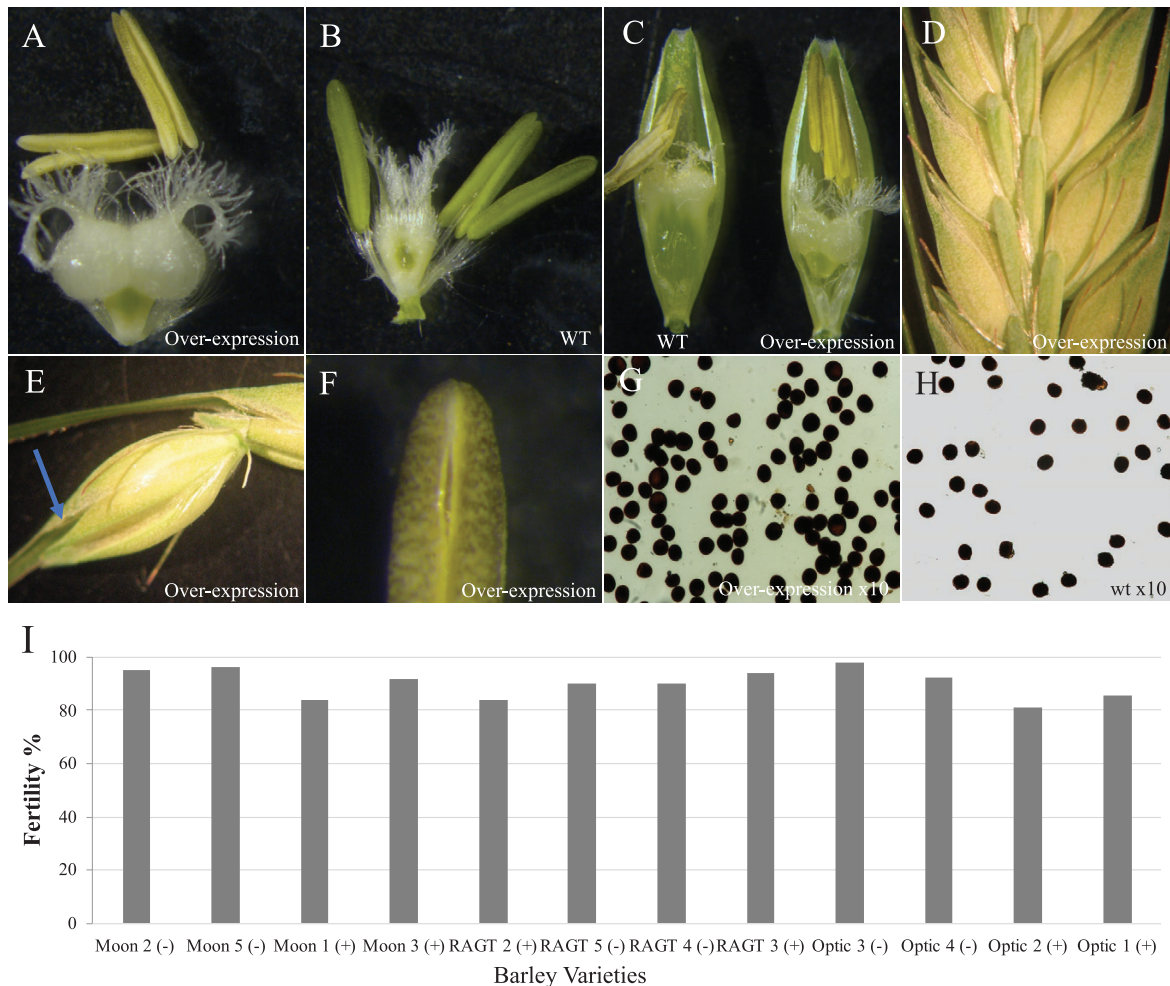 A
Over-expression
B
WT
C
WT
Over-expression
D
Over-expression
E
Over-expression
F
Over-expression
G
Over-expression x10
H
wt x10
I
Fertility %
100
80
60
40
20
0
Moon 2 (-) Moon 5 (-) Moon 1 (+) Moon 3 (+) RAGT 2 (+) RAGT 5 (-) RAGT 4 (-) RAGT 3 (+) Optic 3 (-) Optic 4 (-) Optic 2 (+) Optic 1 (+)
Barley Varieties